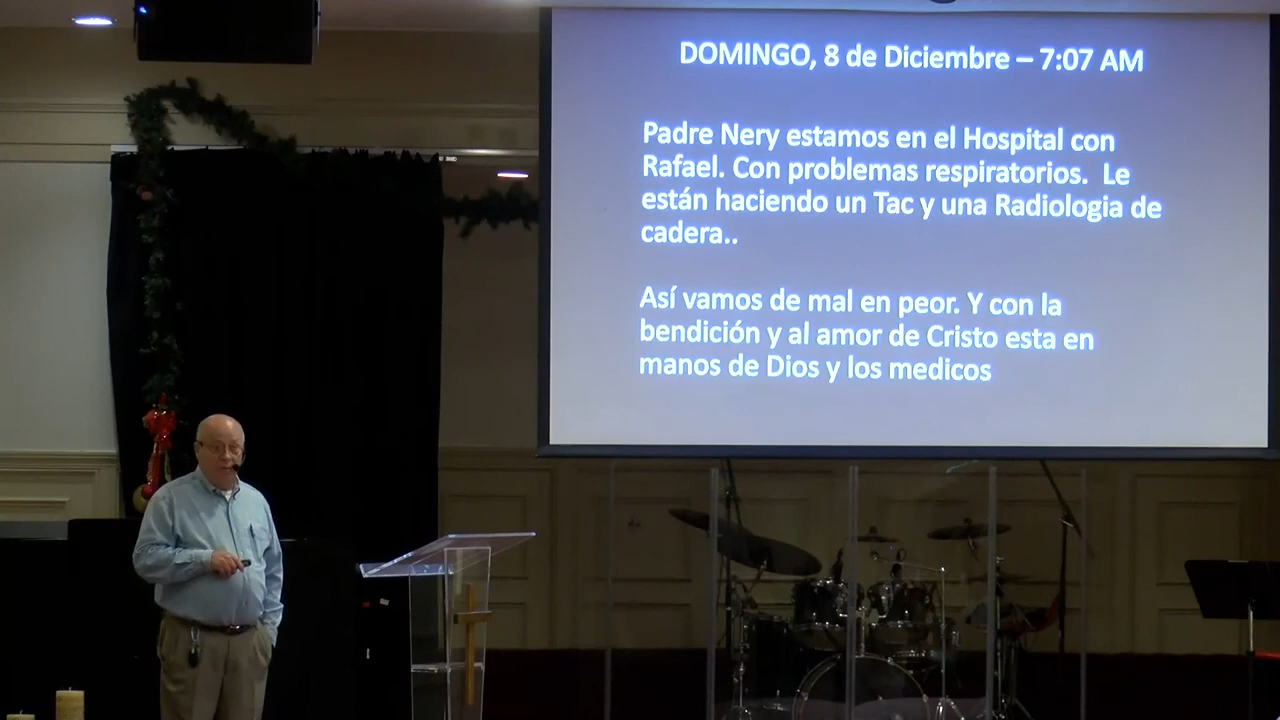 DOMINGO, 8 de Diciembre – 7:07 AM
Padre Nery estamos en el Hospital con
Rafael. Con problemas respiratorios. Le
están haciendo un Tac y una Radiologia de
cadera..
Así vamos de mal en peor. Y con la
bendición y al amor de Cristo esta en
manos de Dios y los medicos